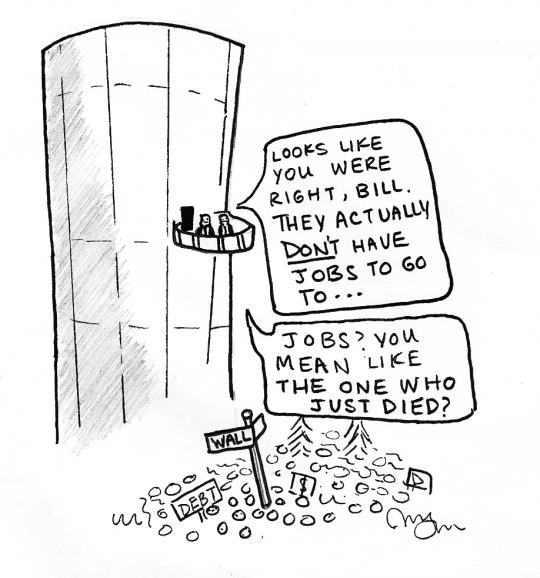 LOOKS LIKE
YOU WERE
RIGHT, BILL.
THEY ACTUALLY
DON'T HAVE
JOBS TO GO
TO...
JOBS? YOU
MEAN LIKE
THE ONE WHO
JUST DIED?
WALL
DEBT
$